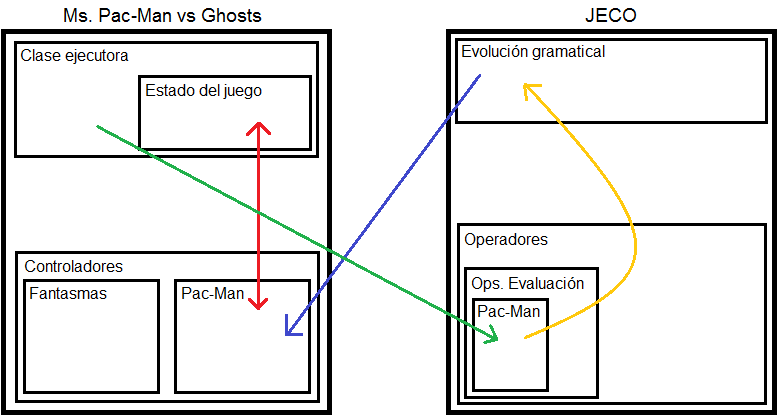 Ms. Pac-Man vs Ghosts
Clase ejecutora
Estado del juego
Controladores
Fantasmas
Pac-Man
JECO
Evolución gramatical
Operadores
Ops. Evaluación
Pac-Man